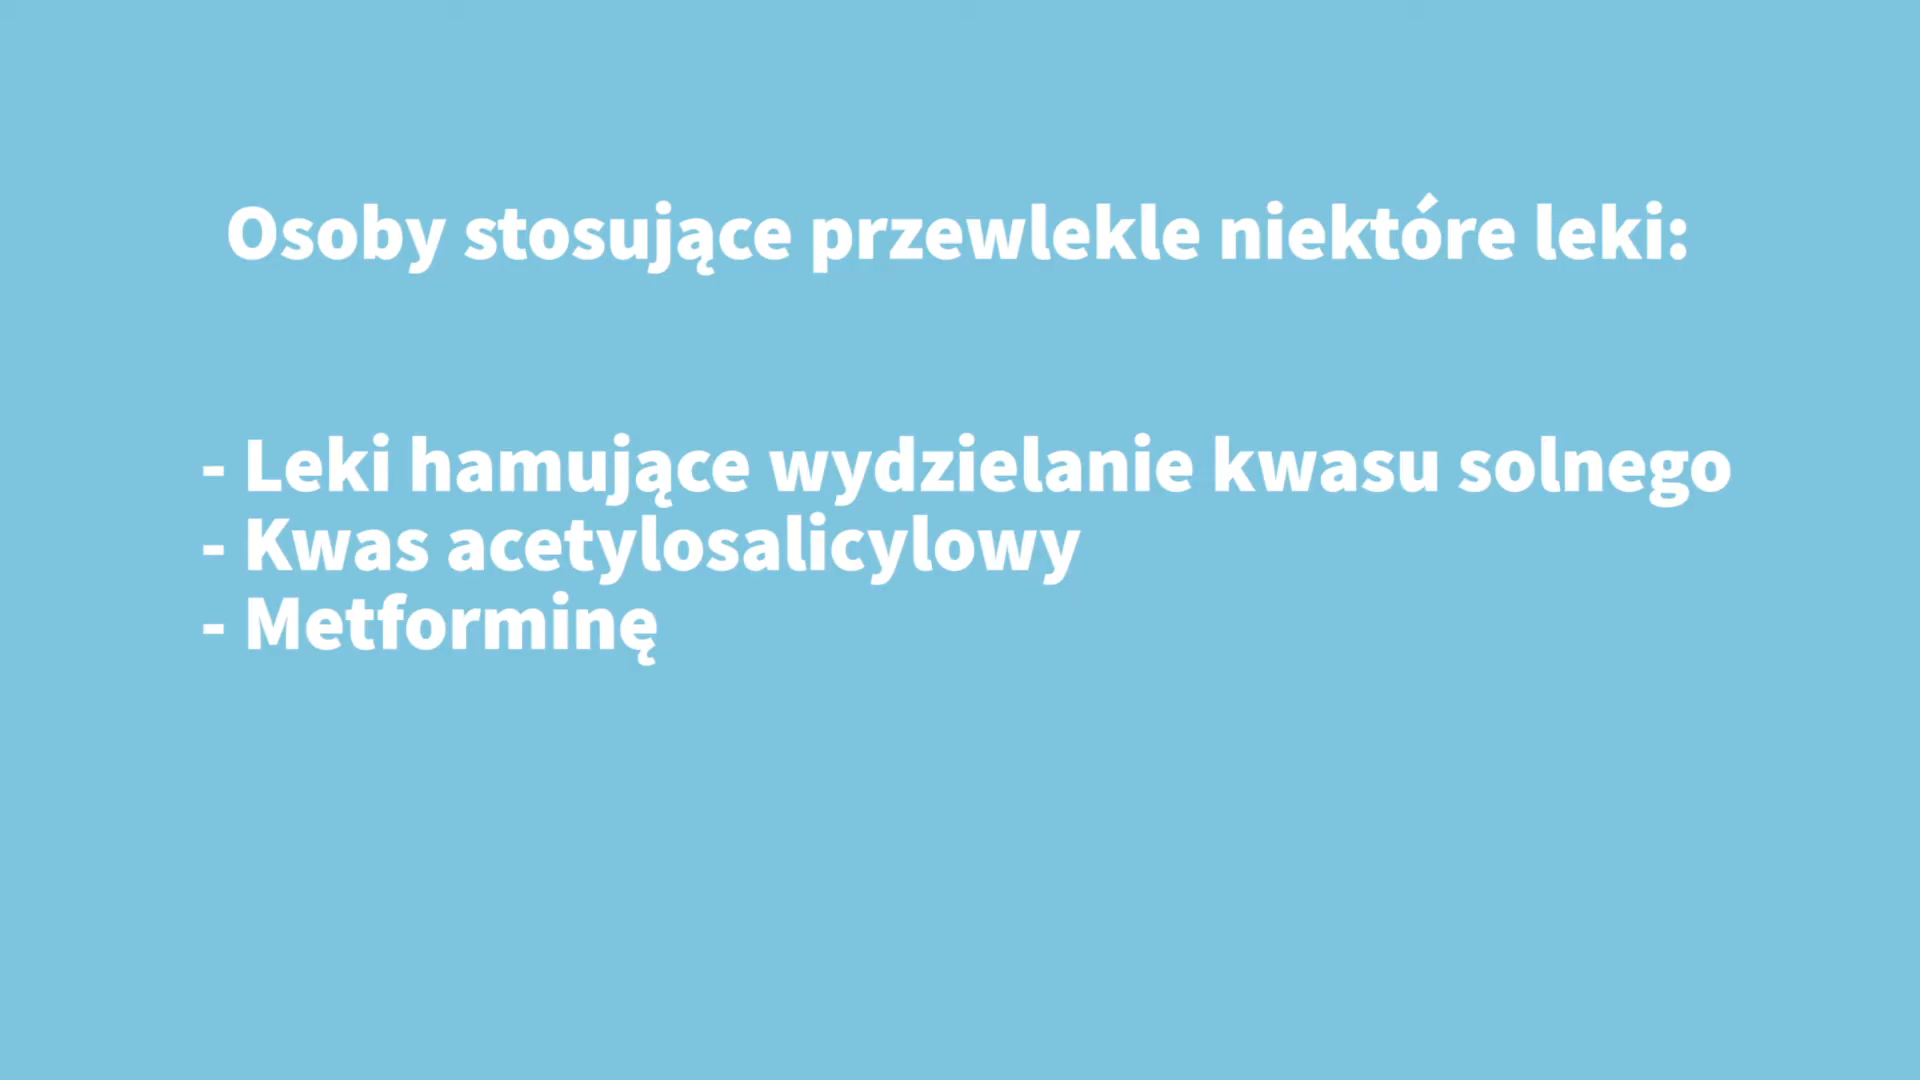 Osoby stosujące przewlekle niektóre leki:
- Leki hamujące wydzielanie kwasu solnego
- Kwas acetylosalicylowy
- Metforminę